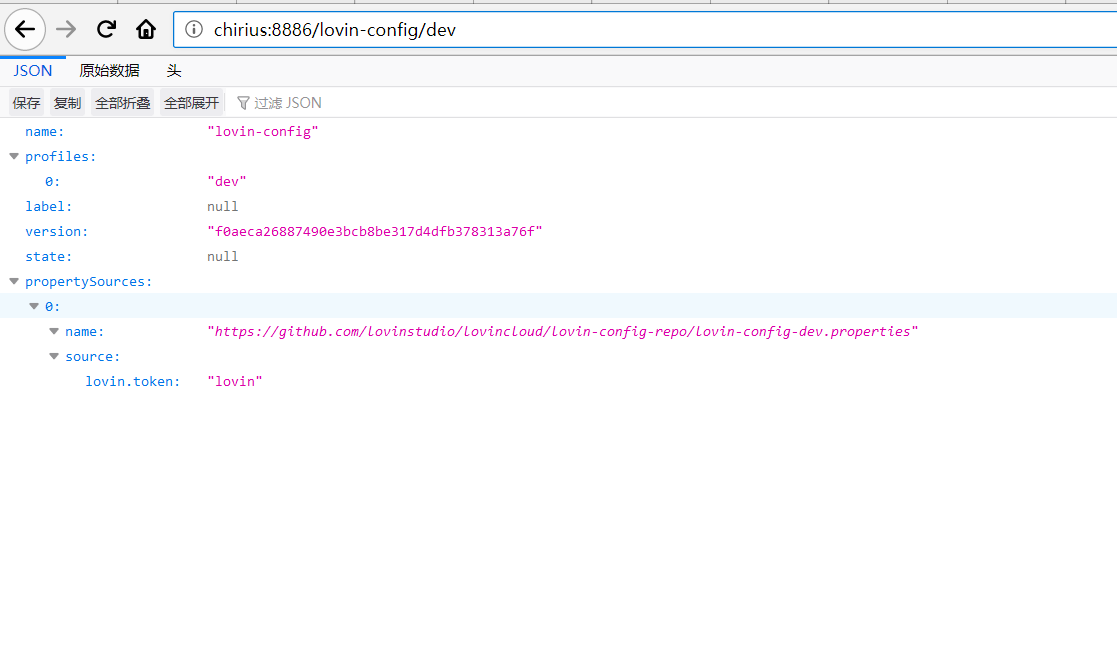 chirius:8886/lovin-config/dev
JSON 原始数据 头
保存 复制 全部折叠 全部展开 过滤 JSON
name: "lovin-config"
profiles:
0: "dev"
label: null
version: "f0aeca26887490e3bcb8be317d4dfb378313a76f"
state: null
propertySources:
0:
name: "https://github.com/lovinstudio/lovincloud/lovin-config-repo/lovin-config-dev.properties"
source:
lovin.token: "lovin"